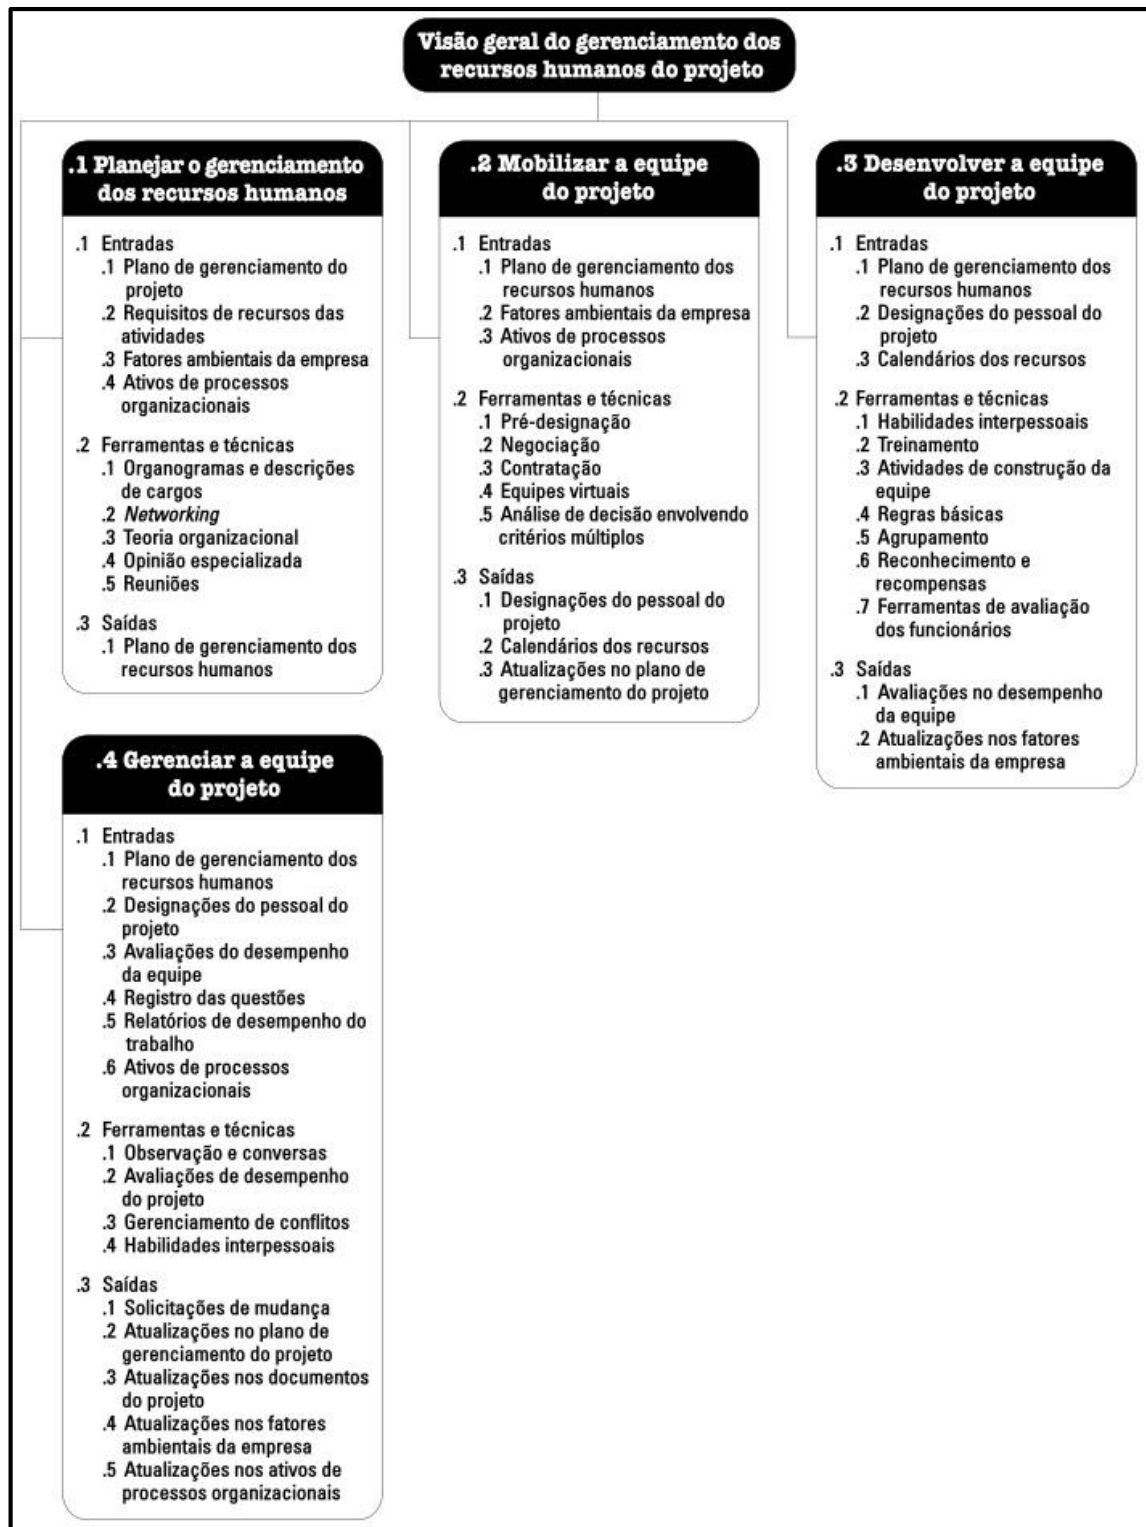 Visão geral do gerenciamento dos
recursos humanos do projeto
.1 Planejar o gerenciamento
dos recursos humanos
.1 Entradas
.1 Plano de gerenciamento do
projeto
.2 Requisitos de recursos das
atividades
.3 Fatores ambientais da empresa
.4 Ativos de processos
organizacionais
.2 Ferramentas e técnicas
.1 Organogramas e descrições
de cargos
.2 Networking
.3 Teoria organizacional
.4 Opinião especializada
.5 Reuniões
.3 Saídas
.1 Plano de gerenciamento dos
recursos humanos
.2 Mobilizar a equipe
do projeto
.1 Entradas
.1 Plano de gerenciamento dos
recursos humanos
.2 Fatores ambientais da empresa
.3 Ativos de processos
organizacionais
.2 Ferramentas e técnicas
.1 Pré-designação
.2 Negociação
.3 Contratação
.4 Equipes virtuais
.5 Análise de decisão envolvendo
critérios múltiplos
.3 Saídas
.1 Designações do pessoal do
projeto
.2 Calendários dos recursos
.3 Atualizações no plano de
gerenciamento do projeto
.3 Desenvolver a equipe
do projeto
.1 Entradas
.1 Plano de gerenciamento dos
recursos humanos
.2 Designações do pessoal do
projeto
.3 Calendários dos recursos
.2 Ferramentas e técnicas
.1 Habilidades interpessoais
.2 Treinamento
.3 Atividades de construção da
equipe
.4 Regras básicas
.5 Agrupamento
.6 Reconhecimento e
recompensas
.7 Ferramentas de avaliação
dos funcionários
.3 Saídas
.1 Avaliações no desempenho
da equipe
.2 Atualizações nos fatores
ambientais da empresa
.4 Gerenciar a equipe
do projeto
.1 Entradas
.1 Plano de gerenciamento dos
recursos humanos
.2 Designações do pessoal do
projeto
.3 Avaliações do desempenho
da equipe
.4 Registro das questões
.5 Relatórios de desempenho do
trabalho
.6 Ativos de processos
organizacionais
.2 Ferramentas e técnicas
.1 Observação e conversas
.2 Avaliações de desempenho
do projeto
.3 Gerenciamento de conflitos
.4 Habilidades interpessoais
.3 Saídas
.1 Solicitações de mudança
.2 Atualizações no plano de
gerenciamento do projeto
.3 Atualizações nos documentos
do projeto
.4 Atualizações nos fatores
ambientais da empresa
.5 Atualizações nos ativos de
processos organizacionais